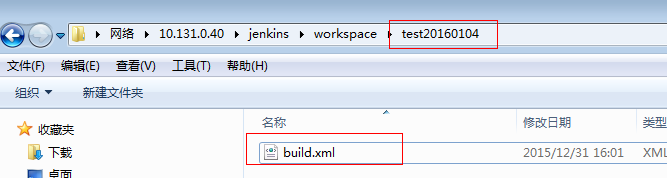 网络 10.131.0.40 jenkins workspace test20160104
文件(F) 编辑(E) 查看(V) 工具(T) 帮助(H)
组织 新建文件夹
收藏夹
下载
桌面
名称 修改日期 类型
build.xml 2015/12/31 16:01 XML